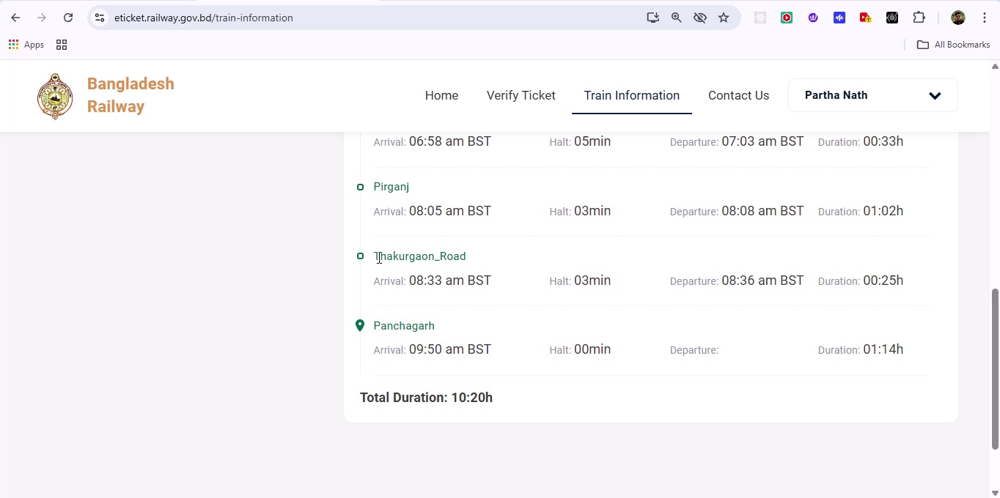 eticket.railway.gov.bd/train-information
Apps
All Bookmarks
Bangladesh
Railway
Home
Verify Ticket
Train Information
Contact Us
Partha Nath
Arrival: 06:58 am BST Halt: 05min Departure: 07:03 am BST Duration: 00:33h
Pirganj
Arrival: 08:05 am BST Halt: 03min Departure: 08:08 am BST Duration: 01:02h
Thakurgaon_Road
Arrival: 08:33 am BST Halt: 03min Departure: 08:36 am BST Duration: 00:25h
Panchagarh
Arrival: 09:50 am BST Halt: 00min Departure: Duration: 01:14h
Total Duration: 10:20h